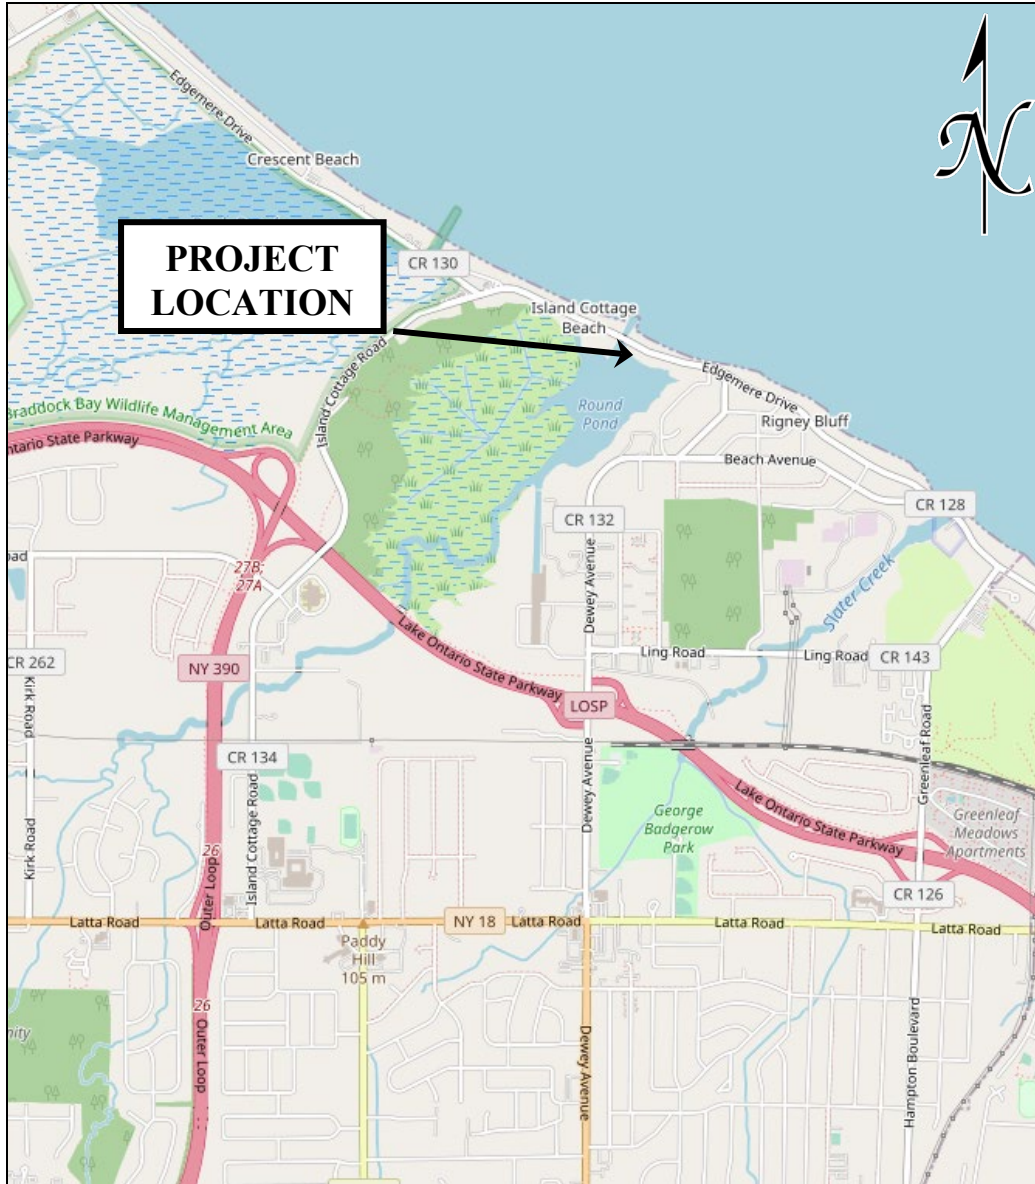 Edgemere Drive
Crescent Beach
N
PROJECT
LOCATION
CR 130
Island Cottage
Beach
Edgemere Drive
Island Cottage Road
Round
Pond
Rigney Bluff
Braddock Bay Wildlife Management Area
Ontario State Parkway
Beach Avenue
CR 128
CR 132
Dewey Avenue
Slater Creek
27B;
27A
Lake Ontario State Parkway
Ling Road
Ling Road
CR 143
CR 262
NY 390
Kirk Road
LOSP
Greenleaf Road
CR 134
Dewey Avenue
George
Badgerow
Park
Lake Ontario State Parkway
Greenleaf
Meadows
Apartments
Kirk Road
26
Outer Loop
Island Cottage Road
CR 126
Latta Road
Latta Road
NY 18
Latta Road
Latta Road
Latta Road
Paddy
Hill
105 m
26
Outer Loop
Dewey Avenue
Hampton Boulevard